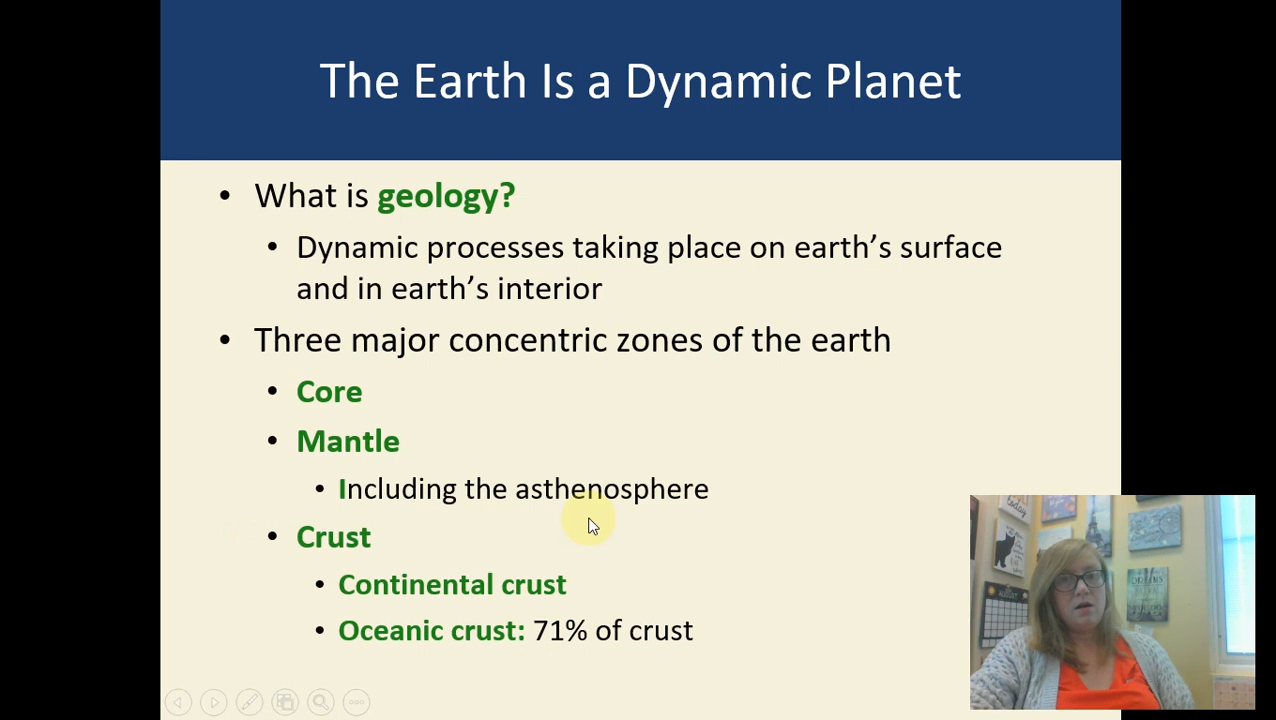 The Earth Is a Dynamic Planet
• What is geology?
• Dynamic processes taking place on earth’s surface
and in earth’s interior
• Three major concentric zones of the earth
• Core
• Mantle
• Including the asthenosphere
• Crust
• Continental crust
• Oceanic crust: 71% of crust
today
AUGUST